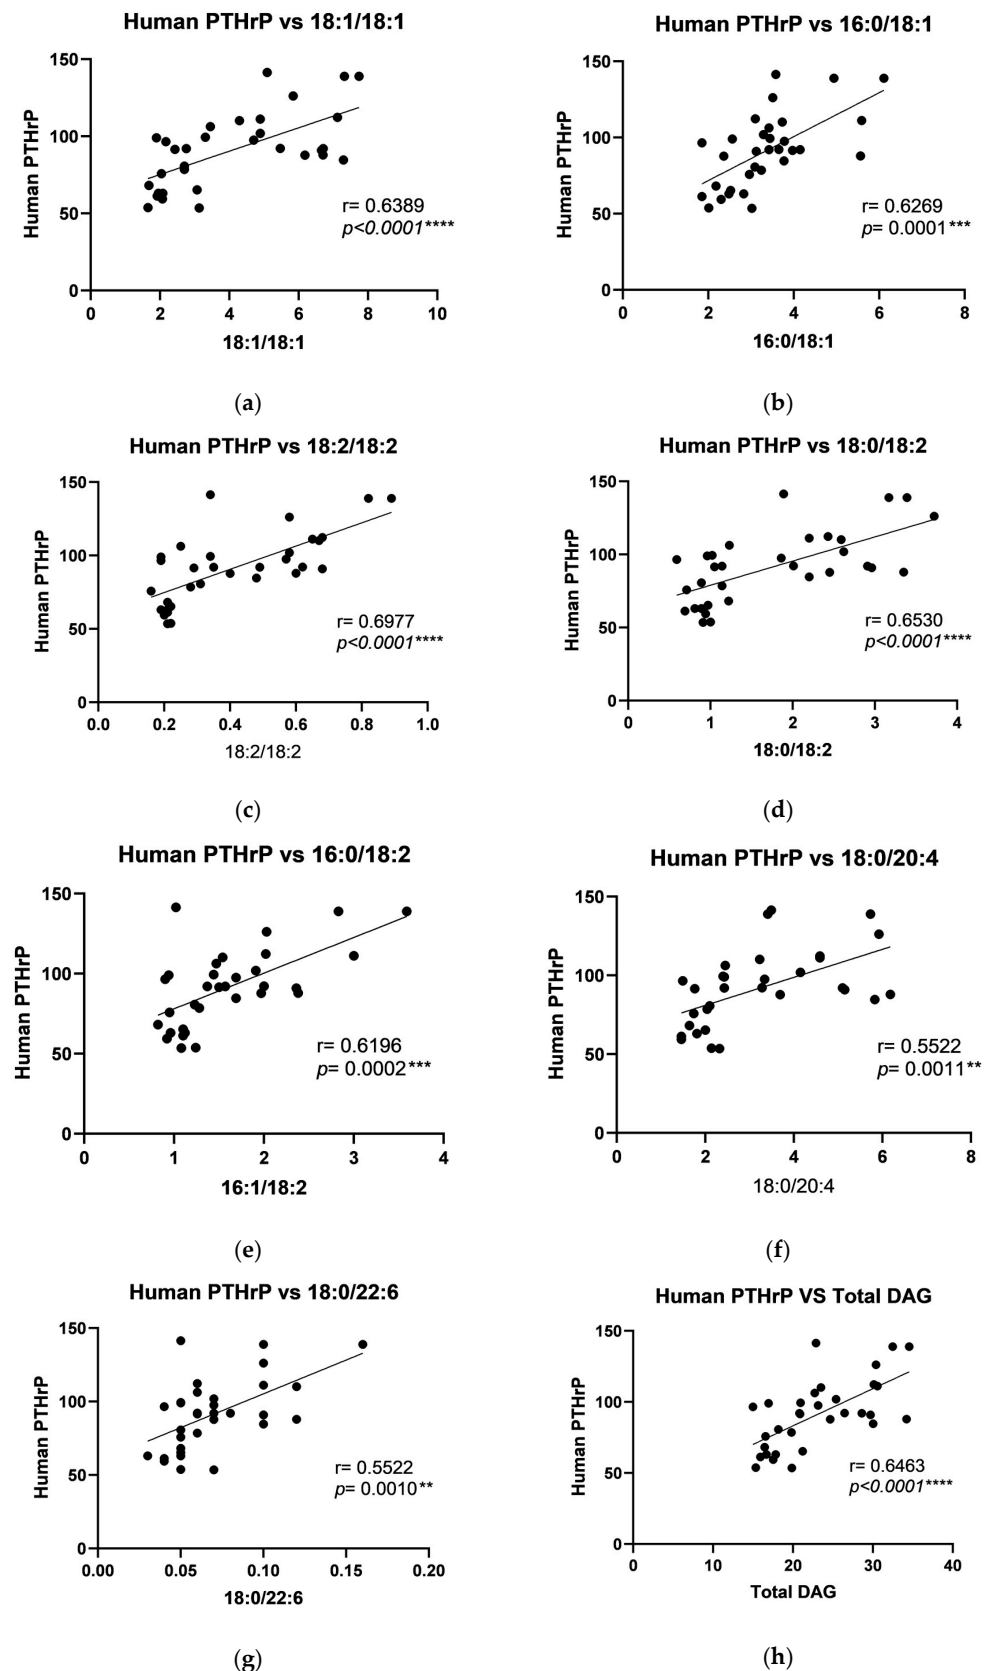 Human PTHrP vs 18:1/18:1
Human PTHrP
150
100
50
0
0 2 4 6 8 10
18:1/18:1
r= 0.6389
p<0.0001****
(a)
Human PTHrP vs 16:0/18:1
Human PTHrP
150
100
50
0
0 2 4 6 8
16:0/18:1
r= 0.6269
p= 0.0001***
(b)
Human PTHrP vs 18:2/18:2
Human PTHrP
150
100
50
0
0.0 0.2 0.4 0.6 0.8 1.0
18:2/18:2
r= 0.6977
p<0.0001****
(c)
Human PTHrP vs 18:0/18:2
Human PTHrP
150
100
50
0
0 1 2 3 4
18:0/18:2
r= 0.6530
p<0.0001****
(d)
Human PTHrP vs 16:0/18:2
Human PTHrP
150
100
50
0
0 1 2 3 4
16:1/18:2
r= 0.6196
p= 0.0002***
(e)
Human PTHrP vs 18:0/20:4
Human PTHrP
150
100
50
0
0 2 4 6 8
18:0/20:4
r= 0.5522
p= 0.0011**
(f)
Human PTHrP vs 18:0/22:6
Human PTHrP
150
100
50
0
0.00 0.05 0.10 0.15 0.20
18:0/22:6
r= 0.5522
p= 0.0010**
(g)
Human PTHrP VS Total DAG
Human PTHrP
150
100
50
0
0 10 20 30 40
Total DAG
r= 0.6463
p<0.0001****
(h)